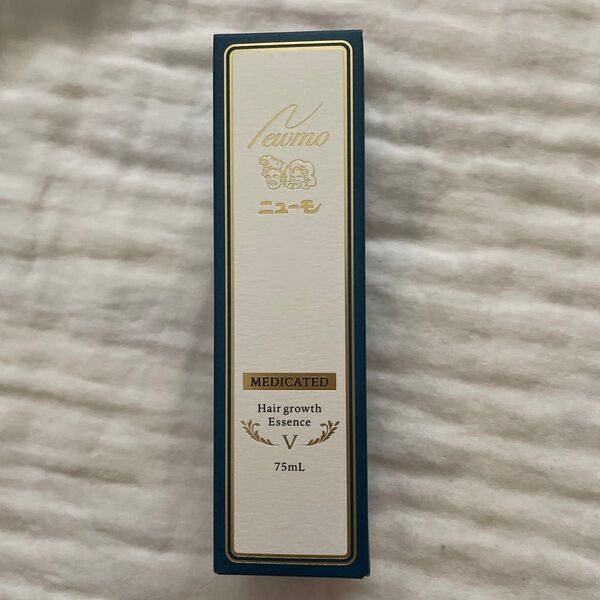 Newmo
ニューモ
MEDICATED
Hair growth
Essence
V
75mL